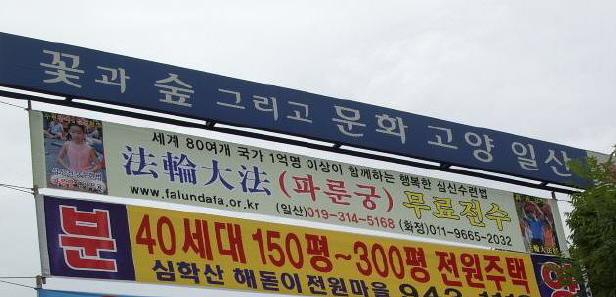 꽃과 숲 그리고 문화 고양 일산
세계 80여개 국가 1억명 이상이 함께하는 행복한 심신수련법
法輪大法 (파룬궁) 무료전수
www.falundafa.or.kr (일산)019-314-5168 (화정)011-9665-2032
분 40세대 150평~300평 전원주택
심학산 해돋이 전원마을